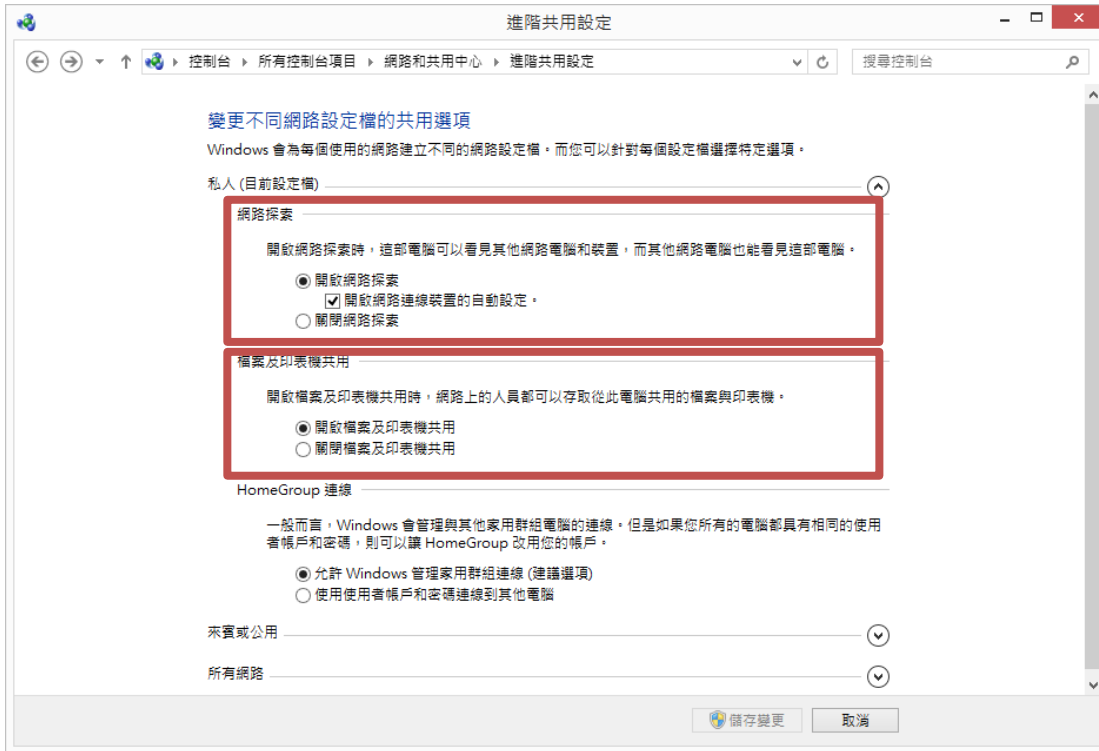 進階共用設定
控制台 ▸ 所有控制台項目 ▸ 網路和共用中心 ▸ 進階共用設定
搜尋控制台
變更不同網路設定檔的共用選項
Windows 會為每個使用的網路建立不同的網路設定檔。而您可以針對每個設定檔選擇特定選項。
私人 (目前設定檔)
網路探索
開啟網路探索時，這部電腦可以看見其他網路電腦和裝置，而其他網路電腦也能看見這部電腦。
開啟網路探索
開啟網路連線裝置的自動設定。
關閉網路探索
檔案及印表機共用
開啟檔案及印表機共用時，網路上的人員都可以存取從此電腦共用的檔案與印表機。
開啟檔案及印表機共用
關閉檔案及印表機共用
HomeGroup 連線
一般而言，Windows 會管理與其他家用群組電腦的連線。但是如果您所有的電腦都具有相同的使用
者帳戶和密碼，則可以讓 HomeGroup 改用您的帳戶。
允許 Windows 管理家用群組連線 (建議選項)
使用使用者帳戶和密碼連線到其他電腦
來賓或公用
所有網路
儲存變更
取消